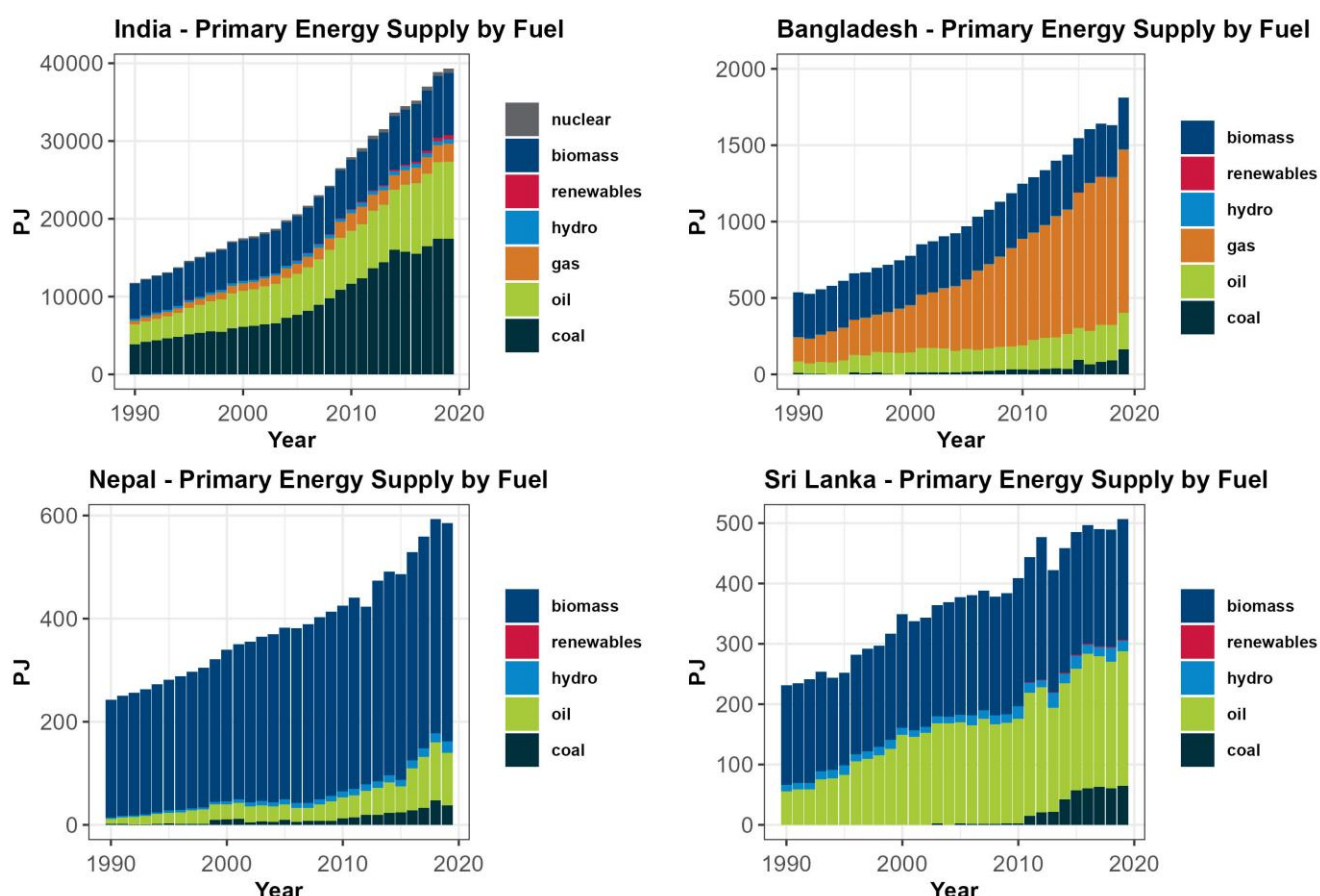 India - Primary Energy Supply by Fuel
40000
30000
20000
10000
0
PJ
1990
2000
2010
2020
Year
nuclear
biomass
renewables
hydro
gas
oil
coal
Bangladesh - Primary Energy Supply by Fuel
2000
1500
1000
500
0
PJ
1990
2000
2010
2020
Year
biomass
renewables
hydro
gas
oil
coal
Nepal - Primary Energy Supply by Fuel
600
400
200
0
PJ
1990
2000
2010
2020
Year
biomass
renewables
hydro
oil
coal
Sri Lanka - Primary Energy Supply by Fuel
500
400
300
200
100
0
PJ
1990
2000
2010
2020
Year
biomass
renewables
hydro
oil
coal